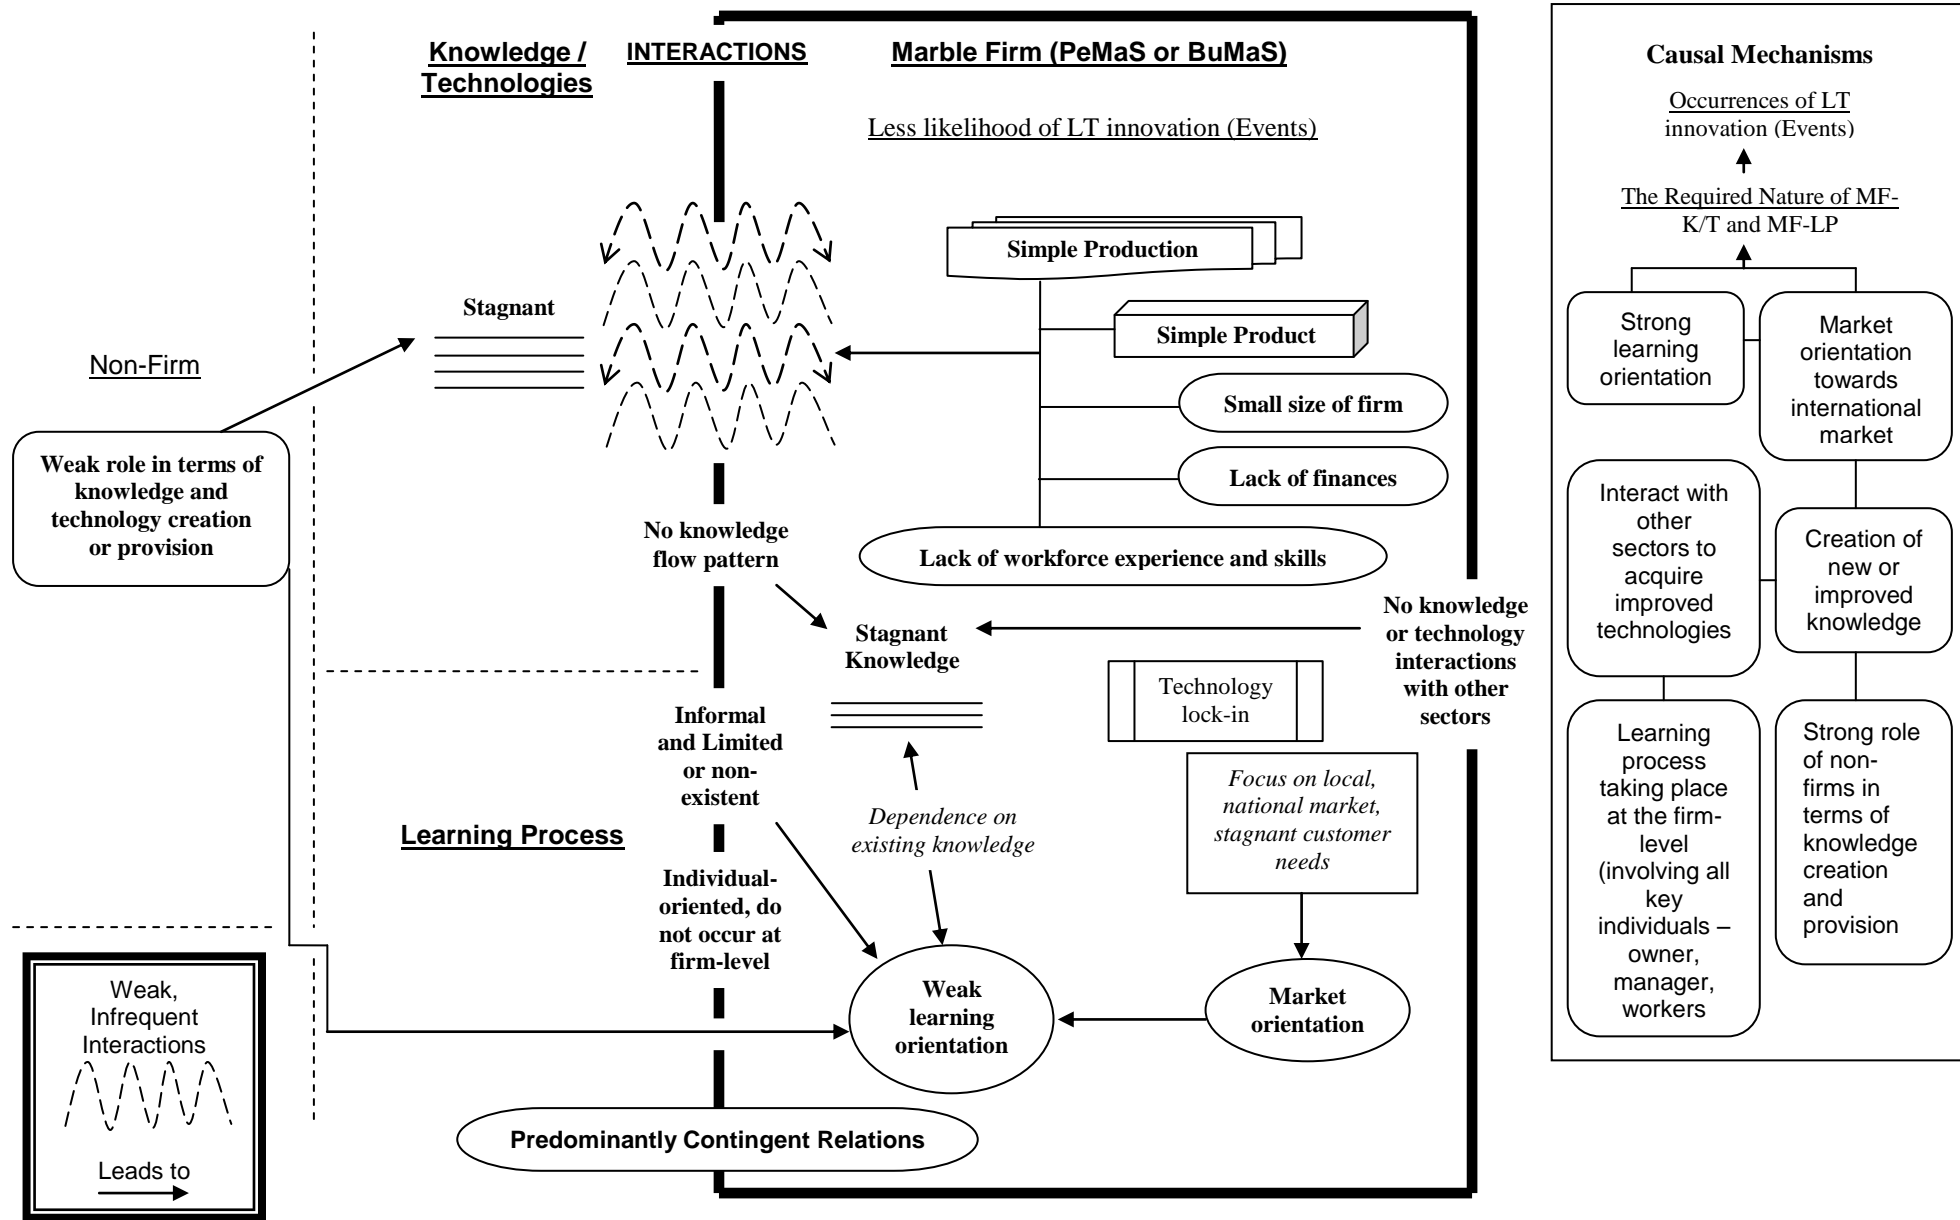 Knowledge /
Technologies
INTERACTIONS
Marble Firm (PeMaS or BuMaS)
Less likelihood of LT innovation (Events)
Simple Production
Simple Product
Small size of firm
Lack of finances
Lack of workforce experience and skills
Stagnant
Non-Firm
Weak role in terms of
knowledge and
technology creation
or provision
No knowledge
flow pattern
Stagnant
Knowledge
No knowledge
or technology
interactions
with other
sectors
Technology
lock-in
Informal
and Limited
or non-
existent
Focus on local,
national market,
stagnant customer
needs
Dependence on
existing knowledge
Learning Process
Individual-
oriented, do
not occur at
firm-level
Weak
learning
orientation
Market
orientation
Predominantly Contingent Relations
Weak,
Infrequent
Interactions
Leads to
Causal Mechanisms
Occurrences of LT
innovation (Events)
The Required Nature of MF-
K/T and MF-LP
Strong
learning
orientation
Market
orientation
towards
international
market
Interact with
other
sectors to
acquire
improved
technologies
Creation of
new or
improved
knowledge
Learning
process
taking place
at the firm-
level
(involving all
key
individuals –
owner,
manager,
workers
Strong role
of non-
firms in
terms of
knowledge
creation
and
provision